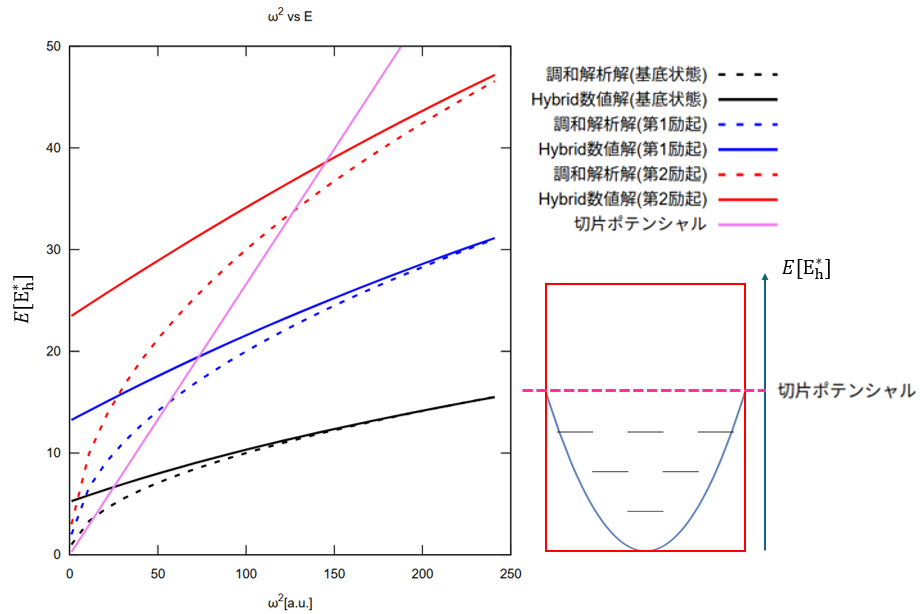 ω² vs E
50
40
30
20
10
0
E[E*h]
0
50
100
150
200
250
ω²[a.u.]
調和解析解(基底状態)
Hybrid数値解(基底状態)
調和解析解(第1励起)
Hybrid数値解(第1励起)
調和解析解(第2励起)
Hybrid数値解(第2励起)
切片ポテンシャル
E[E*h]
切片ポテンシャル